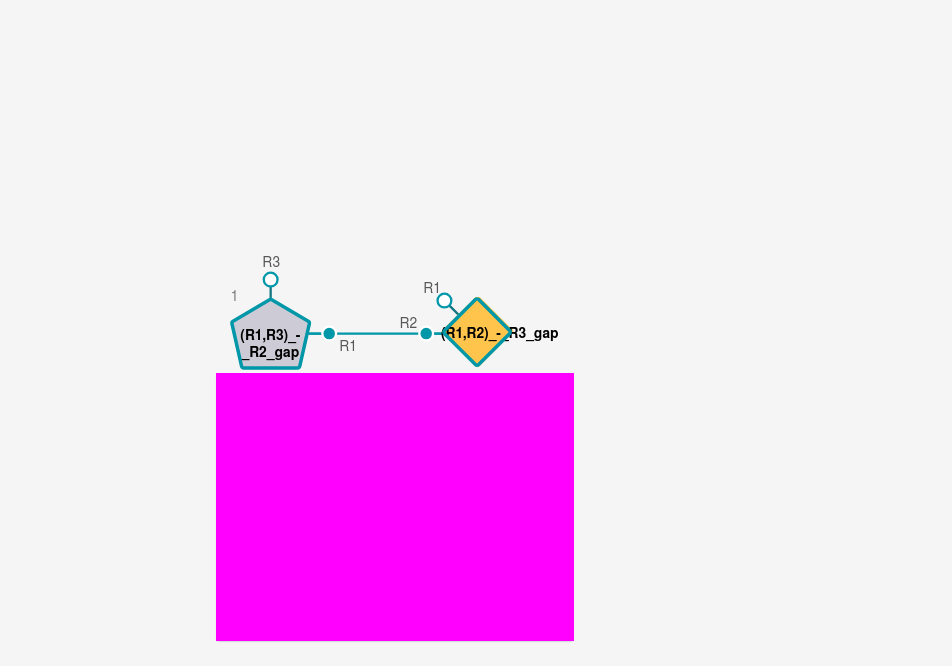 R3
1
R1
(R1,R3)_-
_R2_gap
R1
R2
(R1,R2)_-_R3_gap